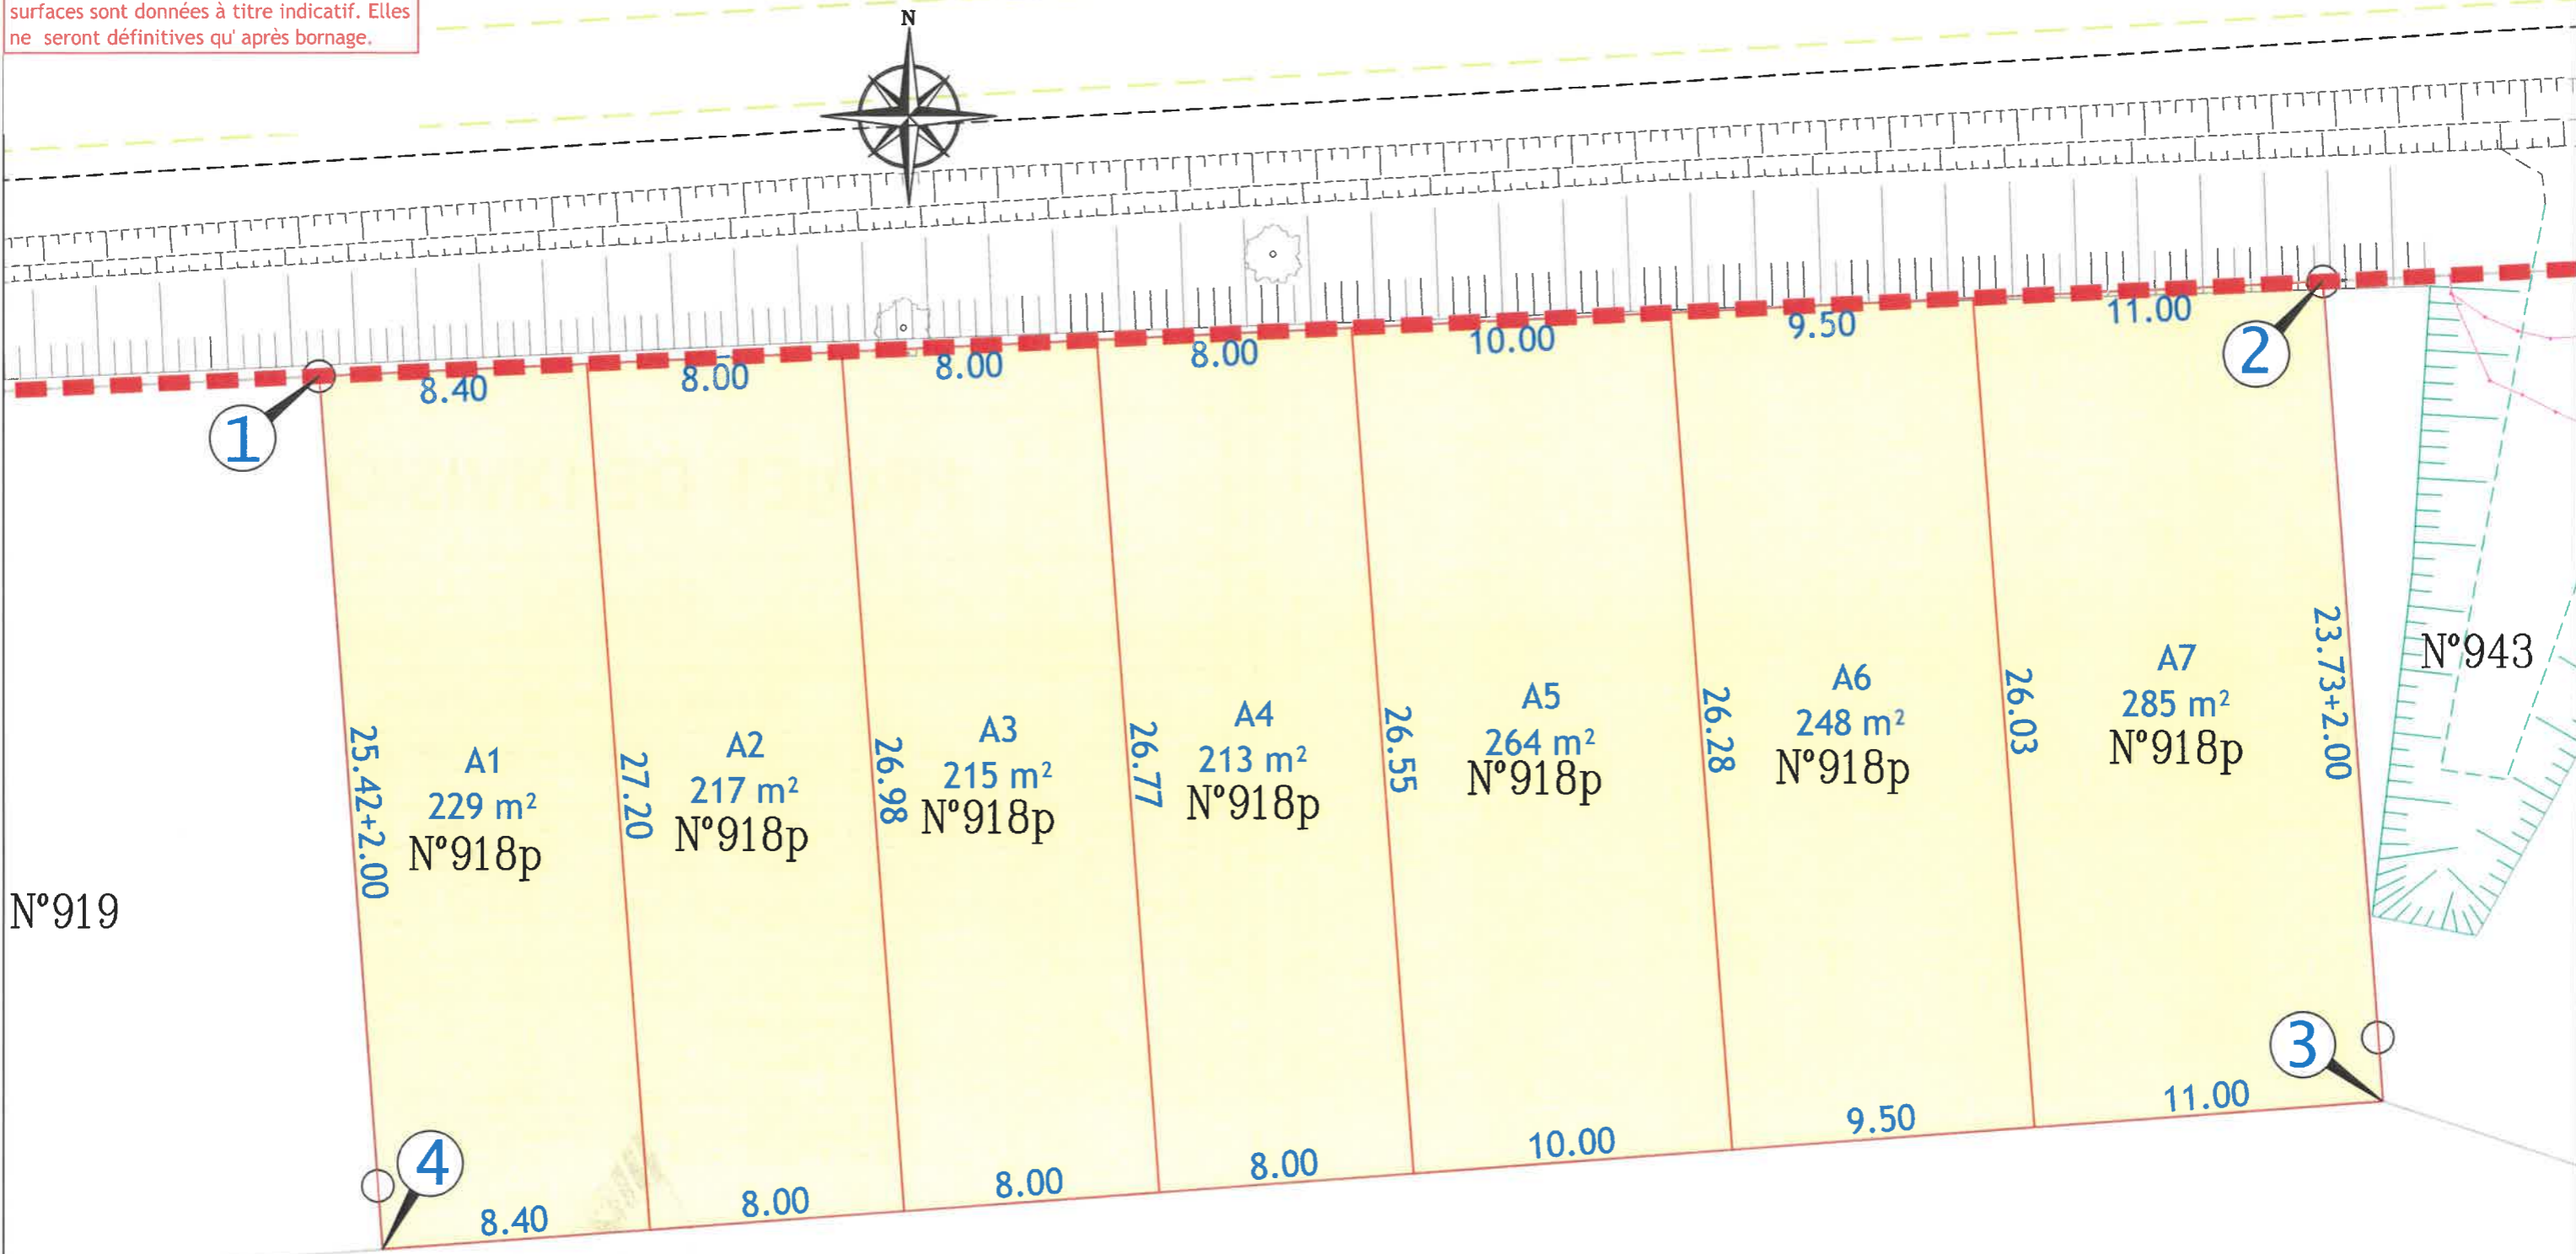 surfaces sont données à titre indicatif. Elles
ne seront définitives qu' après bornage.
N
8.40
8.00
8.00
8.00
10.00
9.50
11.00
1
2
25.42+2.00
A1
229 m²
N°918p
27.20
A2
217 m²
N°918p
26.98
A3
215 m²
N°918p
26.77
A4
213 m²
N°918p
26.55
A5
264 m²
N°918p
26.28
A6
248 m²
N°918p
26.03
A7
285 m²
N°918p
23.73+2.00
N°943
N°919
3
4
8.40
8.00
8.00
8.00
10.00
9.50
11.00